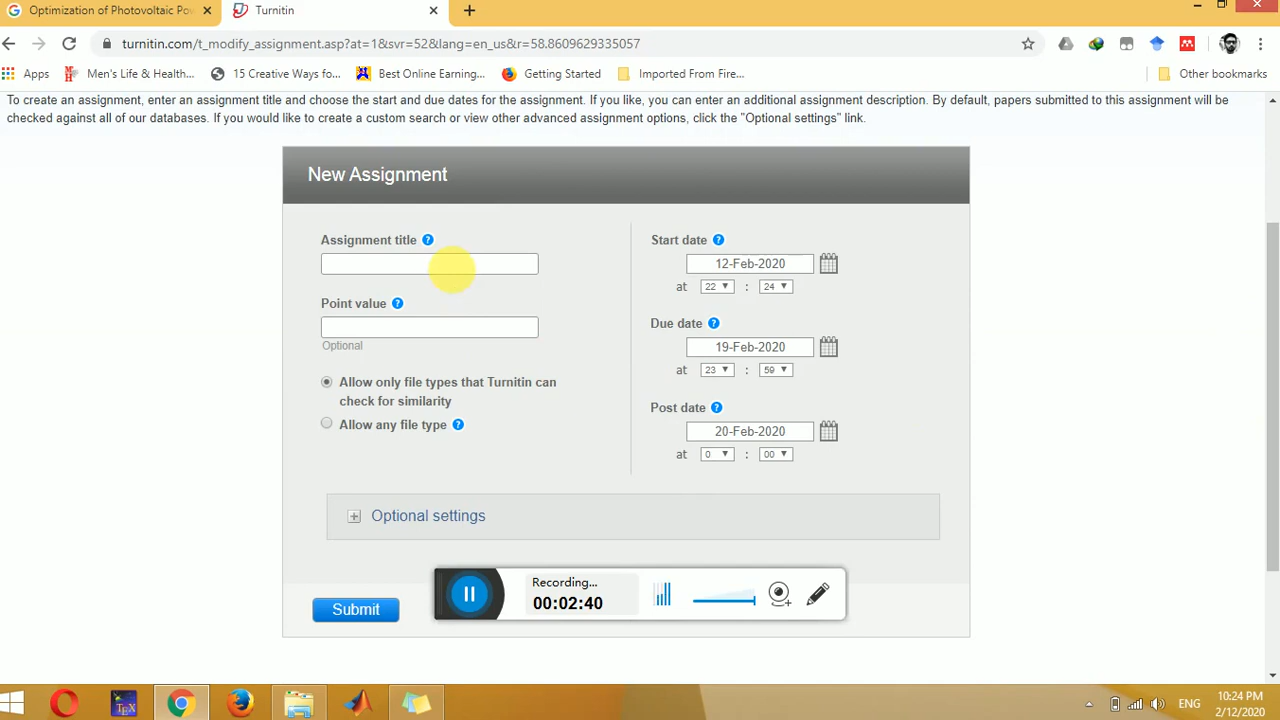 Optimization of Photovoltaic Pow
Turnitin
turnitin.com/t_modify_assignment.asp?at=1&svr=52&lang=en_us&r=58.8609629335057
Apps
Men's Life & Health...
15 Creative Ways fo...
Best Online Earning...
Getting Started
Imported From Fire...
Other bookmarks
To create an assignment, enter an assignment title and choose the start and due dates for the assignment. If you like, you can enter an additional assignment description. By default, papers submitted to this assignment will be
checked against all of our databases. If you would like to create a custom search or view other advanced assignment options, click the "Optional settings" link.
New Assignment
Assignment title ?
Start date ?
12-Feb-2020
at 22 : 24
Point value ?
Optional
Due date ?
19-Feb-2020
at 23 : 59
Allow only file types that Turnitin can
check for similarity
Allow any file type ?
Post date ?
20-Feb-2020
at 0 : 00
Optional settings
Recording...
00:02:40
Submit
TEX
ENG
10:24 PM
2/12/2020